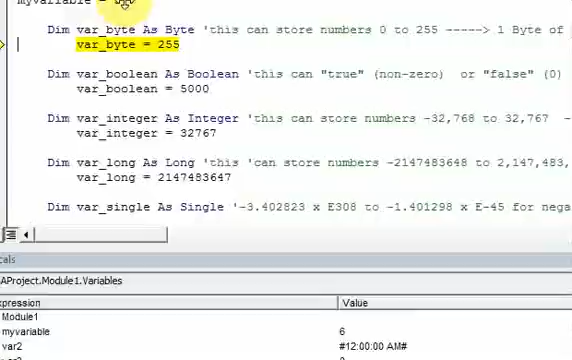 myvariable =
Dim var_byte As Byte 'this can store numbers 0 to 255 -----> 1 Byte of
var_byte = 255
Dim var_boolean As Boolean 'this can "true" (non-zero) or "false" (0)
var_boolean = 5000
Dim var_integer As Integer 'this can store numbers -32,768 to 32,767 -
var_integer = 32767
Dim var_long As Long 'this 'can store numbers -2147483648 to 2,147,483,
var_long = 2147483647
Dim var_single As Single '-3.402823 x E308 to -1.401298 x E-45 for nega
cals
AProject.Module1.Variables
xpression Value
Module1
myvariable 6
var2 #12:00:00 AM#